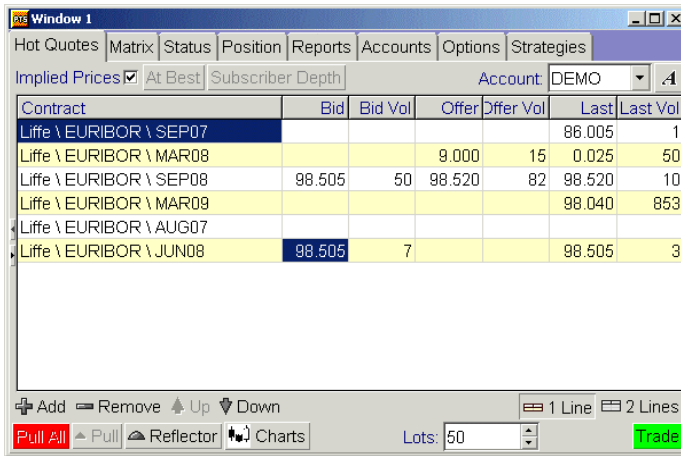 RTS Window 1
Hot Quotes Matrix Status Position Reports Accounts Options Strategies
Implied Prices At Best Subscriber Depth Account: DEMO A
Contract Bid Bid Vol Offer Offer Vol Last Last Vol
Liffe \ EURIBOR \ SEP07 86.005 1
Liffe \ EURIBOR \ MAR08 9.000 15 0.025 50
Liffe \ EURIBOR \ SEP08 98.505 50 98.520 82 98.520 10
Liffe \ EURIBOR \ MAR09 98.040 853
Liffe \ EURIBOR \ AUG07
Liffe \ EURIBOR \ JUN08 98.505 7 98.505 3
Add Remove Up Down 1 Line 2 Lines
Pull All Pull Reflector Charts Lots: 50 Trade